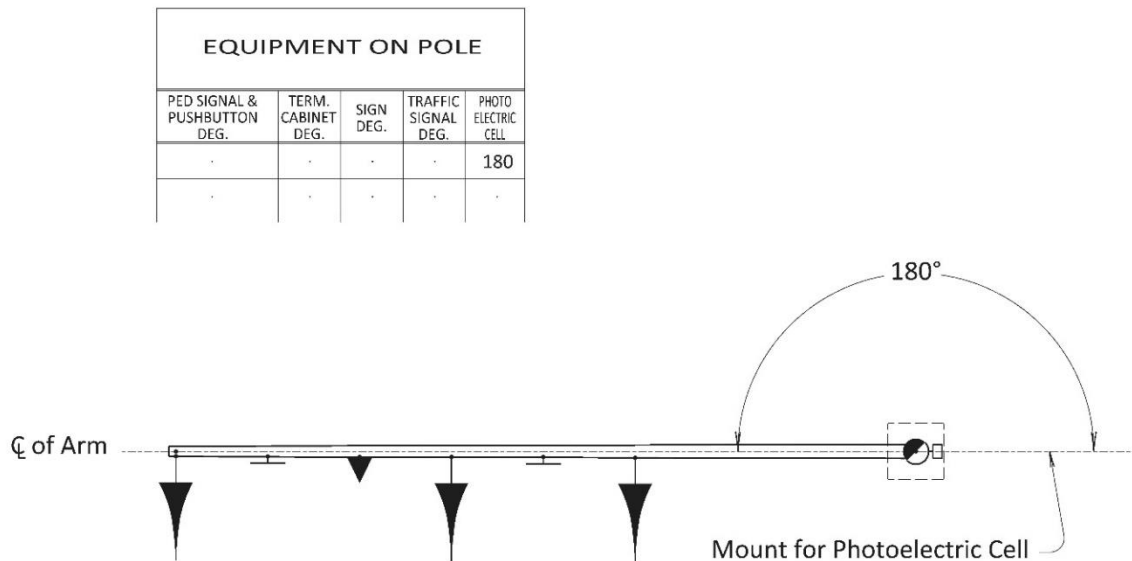 EQUIPMENT ON POLE
PED SIGNAL &
PUSHBUTTON
DEG.
TERM.
CABINET
DEG.
SIGN
DEG.
TRAFFIC
SIGNAL
DEG.
PHOTO
ELECTRIC
CELL
180
180°
℄ of Arm
Mount for Photoelectric Cell